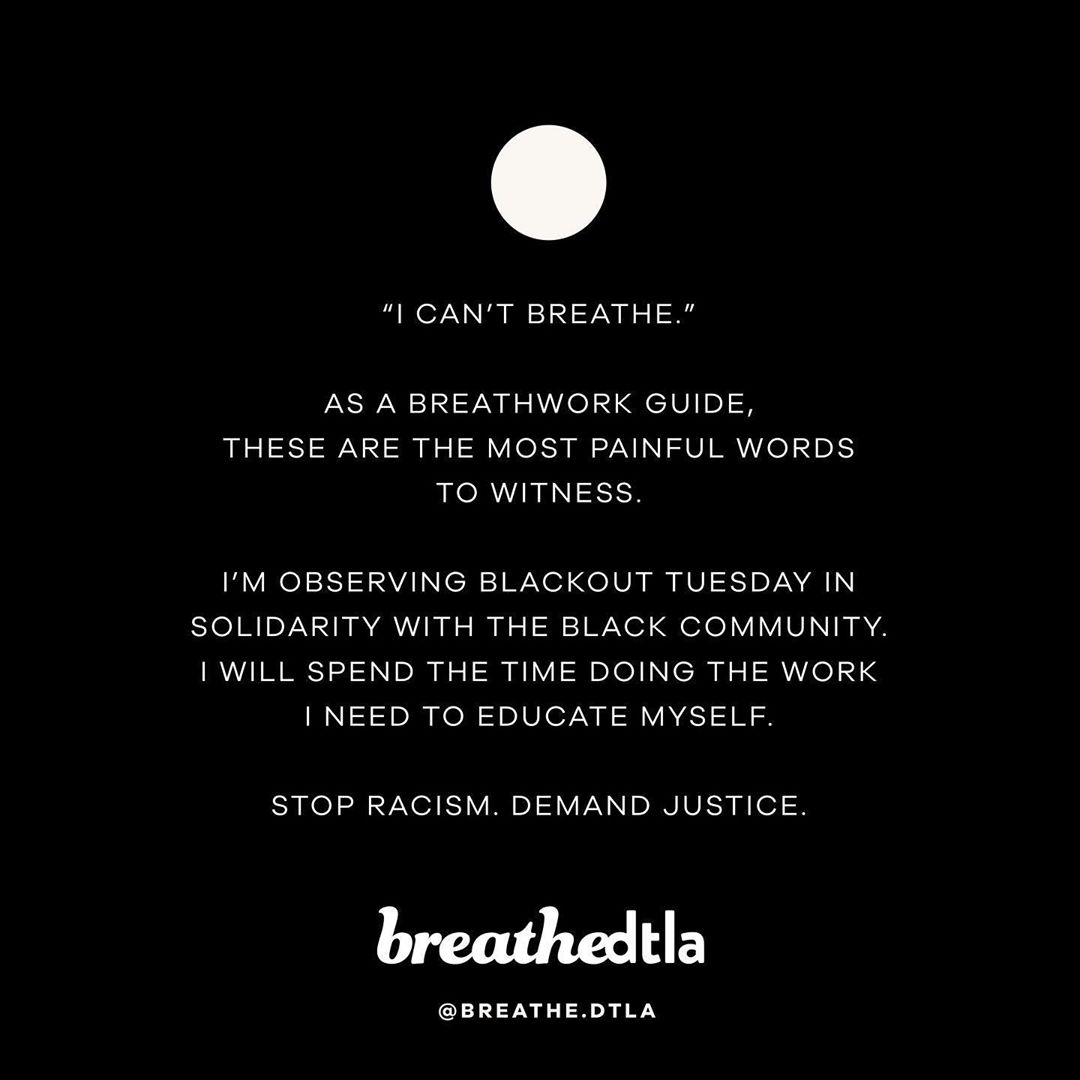 “I CAN’T BREATHE.”
AS A BREATHWORK GUIDE,
THESE ARE THE MOST PAINFUL WORDS
TO WITNESS.
I’M OBSERVING BLACKOUT TUESDAY IN
SOLIDARITY WITH THE BLACK COMMUNITY.
I WILL SPEND THE TIME DOING THE WORK
I NEED TO EDUCATE MYSELF.
STOP RACISM. DEMAND JUSTICE.
breathedtla
@BREATHE.DTLA